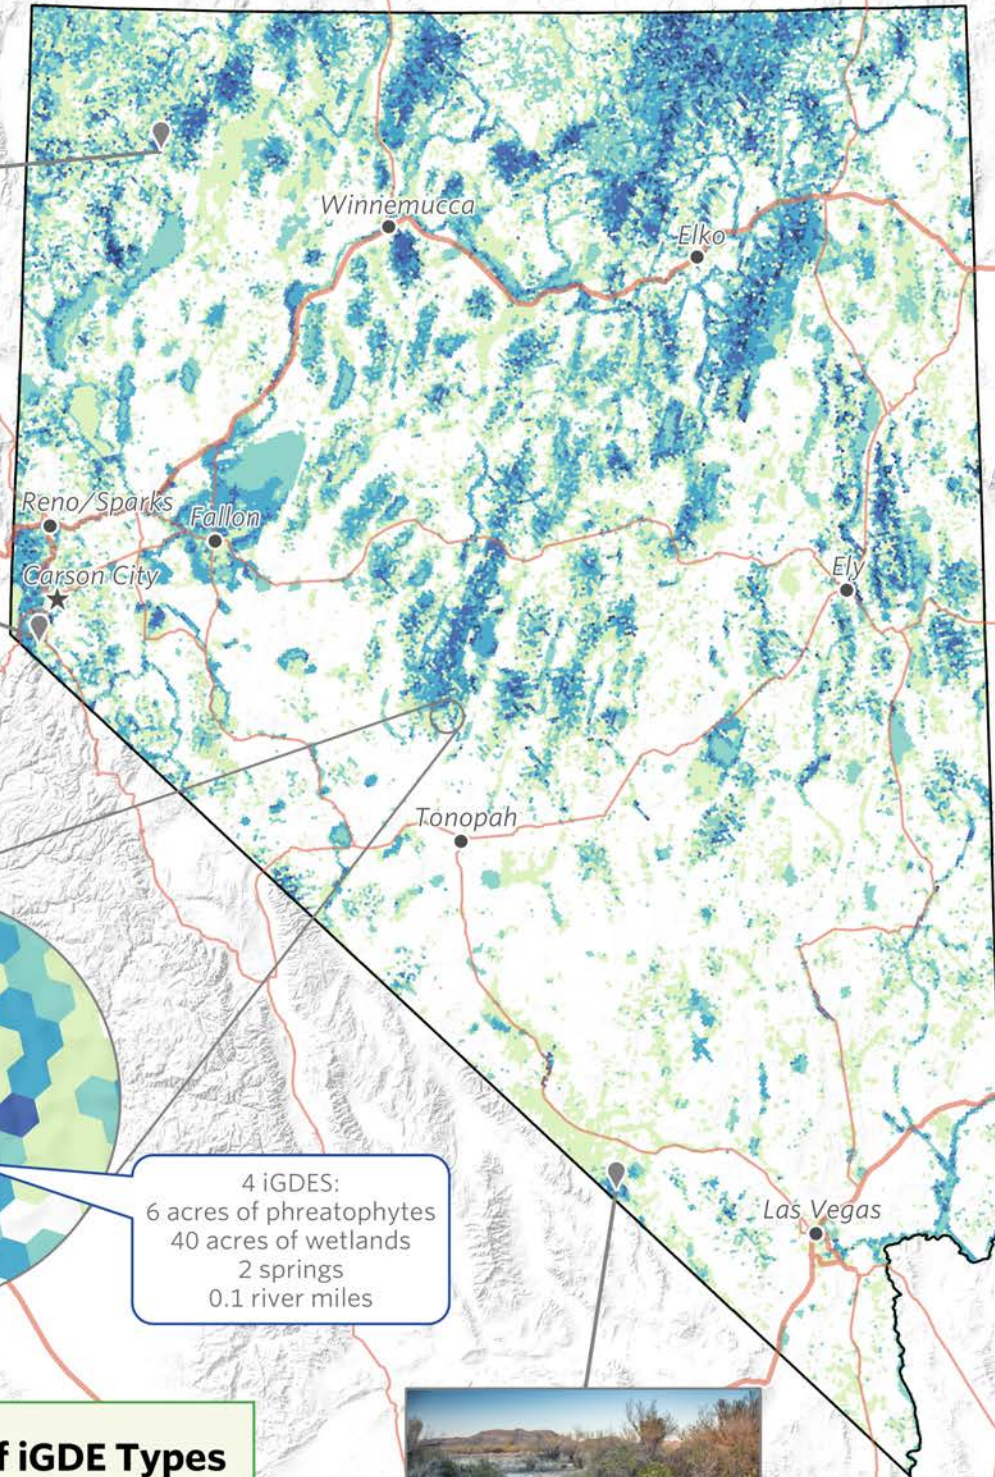 Winnemucca
Elko
Reno/Sparks
Fallon
Carson City
Ely
Tonopah
4 iGDES:
6 acres of phreatophytes
40 acres of wetlands
2 springs
0.1 river miles
Las Vegas
f iGDE Types